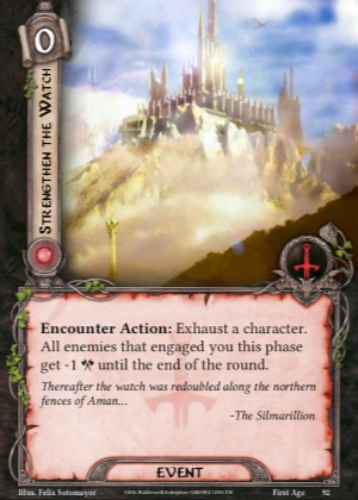 0
STRENGTHEN THE WATCH
Encounter Action: Exhaust a character.
All enemies that engaged you this phase
get -1 until the end of the round.
Thereafter the watch was redoubled along the northern
fences of Aman...
-The Silmarillion
EVENT
Illus. Felix Sotomayor
First Age
92